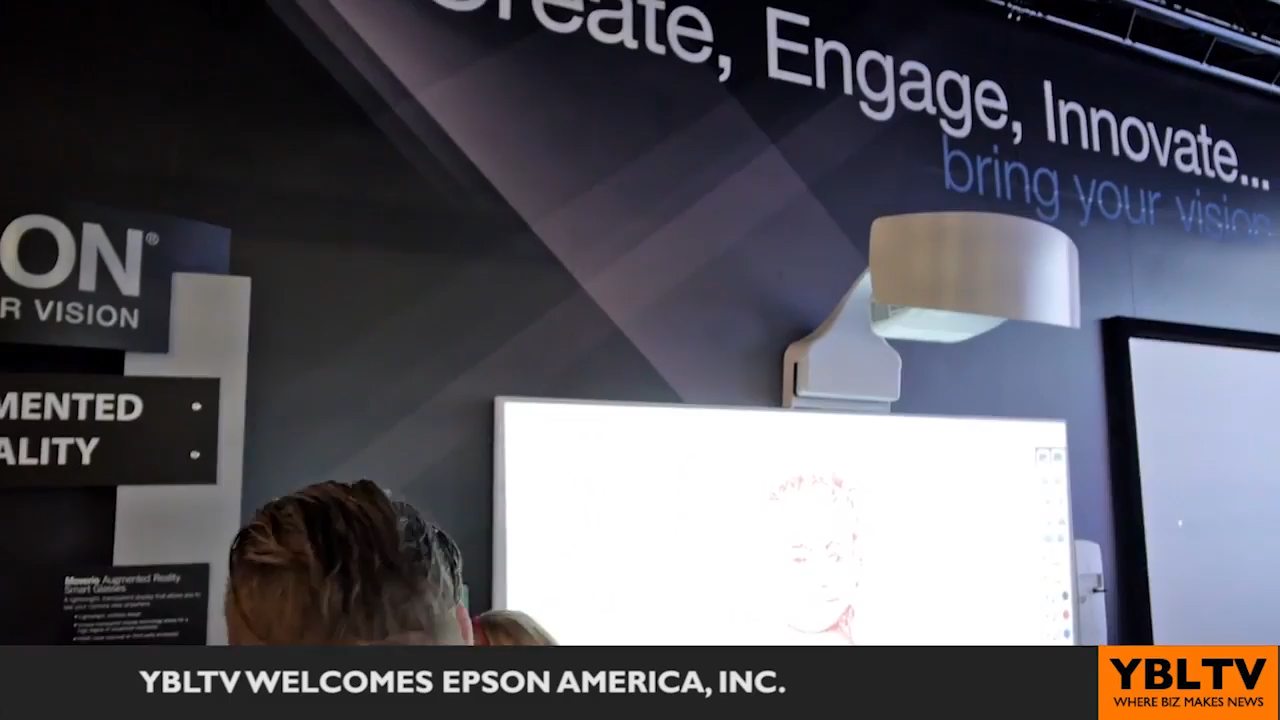 Create, Engage, Innovate...
bring your vision
ON®
R VISION
MENTED
ALITY
Moverio Augmented Reality
Smart Glasses
YBLTV WELCOMES EPSON AMERICA, INC.
YBLTV
WHERE BIZ MAKES NEWS